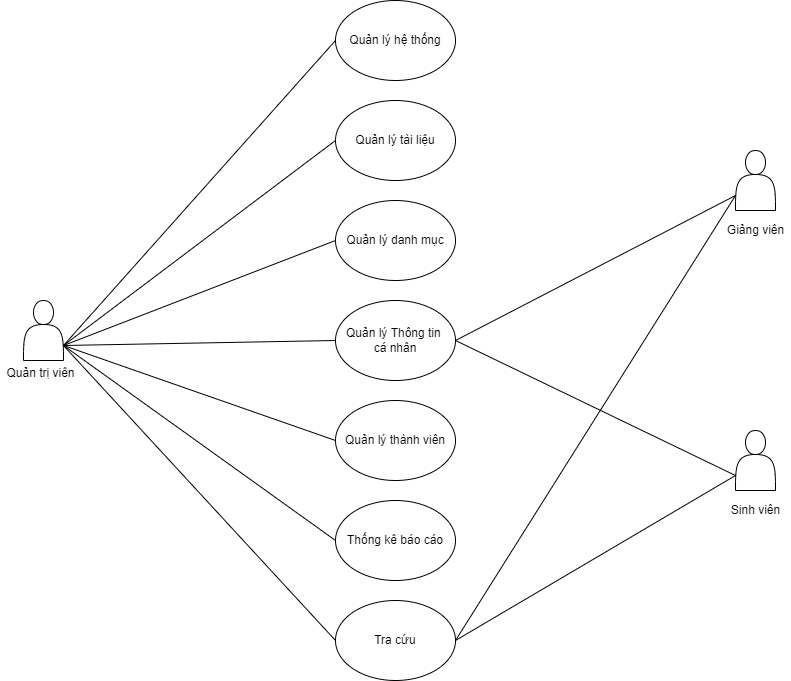 Quản lý hệ thống
Quản lý tài liệu
Quản lý danh mục
Quản lý Thông tin
cá nhân
Quản lý thành viên
Thống kê báo cáo
Tra cứu
Quản trị viên
Giảng viên
Sinh viên